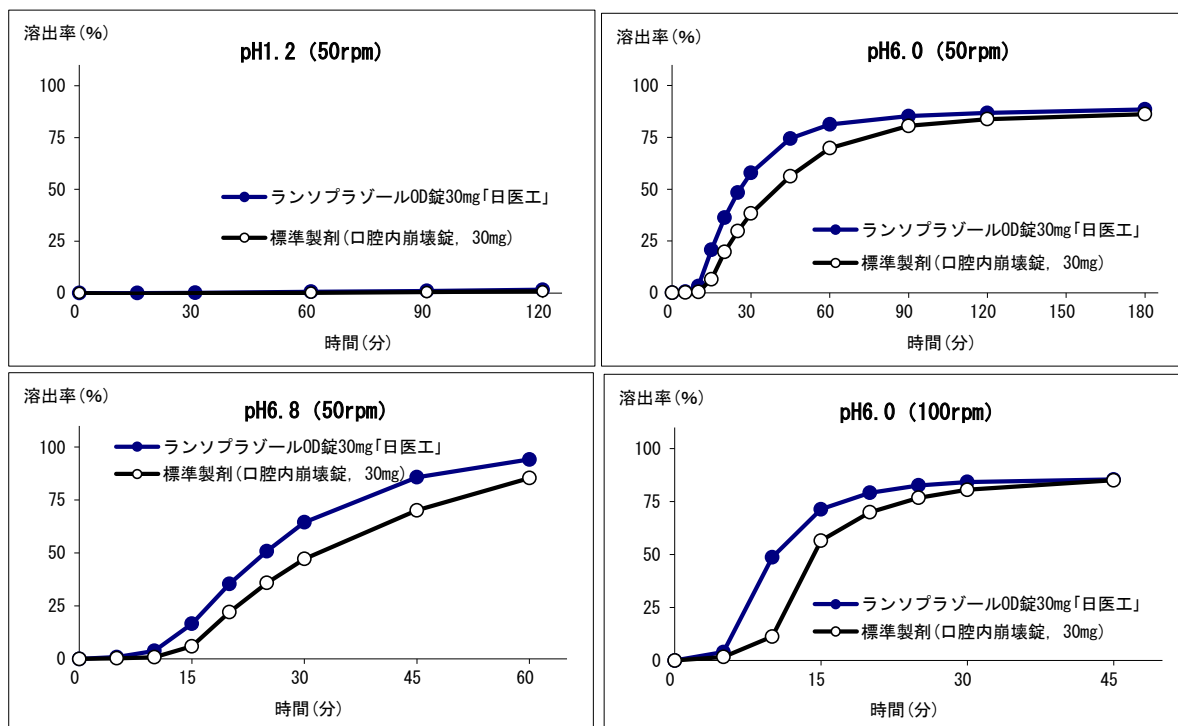 溶出率(%)
pH1.2 (50rpm)
100
75
50
25
0
ランソプラゾールOD錠30mg「日医工」
標準製剤(口腔内崩壊錠, 30mg)
0
30
60
90
120
時間(分)
溶出率(%)
pH6.0 (50rpm)
100
75
50
25
0
ランソプラゾールOD錠30mg「日医工」
標準製剤(口腔内崩壊錠, 30mg)
0
30
60
90
120
150
180
時間(分)
溶出率(%)
pH6.8 (50rpm)
100
75
50
25
0
ランソプラゾールOD錠30mg「日医工」
標準製剤(口腔内崩壊錠, 30mg)
0
15
30
45
60
時間(分)
溶出率(%)
pH6.0 (100rpm)
100
75
50
25
0
ランソプラゾールOD錠30mg「日医工」
標準製剤(口腔内崩壊錠, 30mg)
0
15
30
45
時間(分)